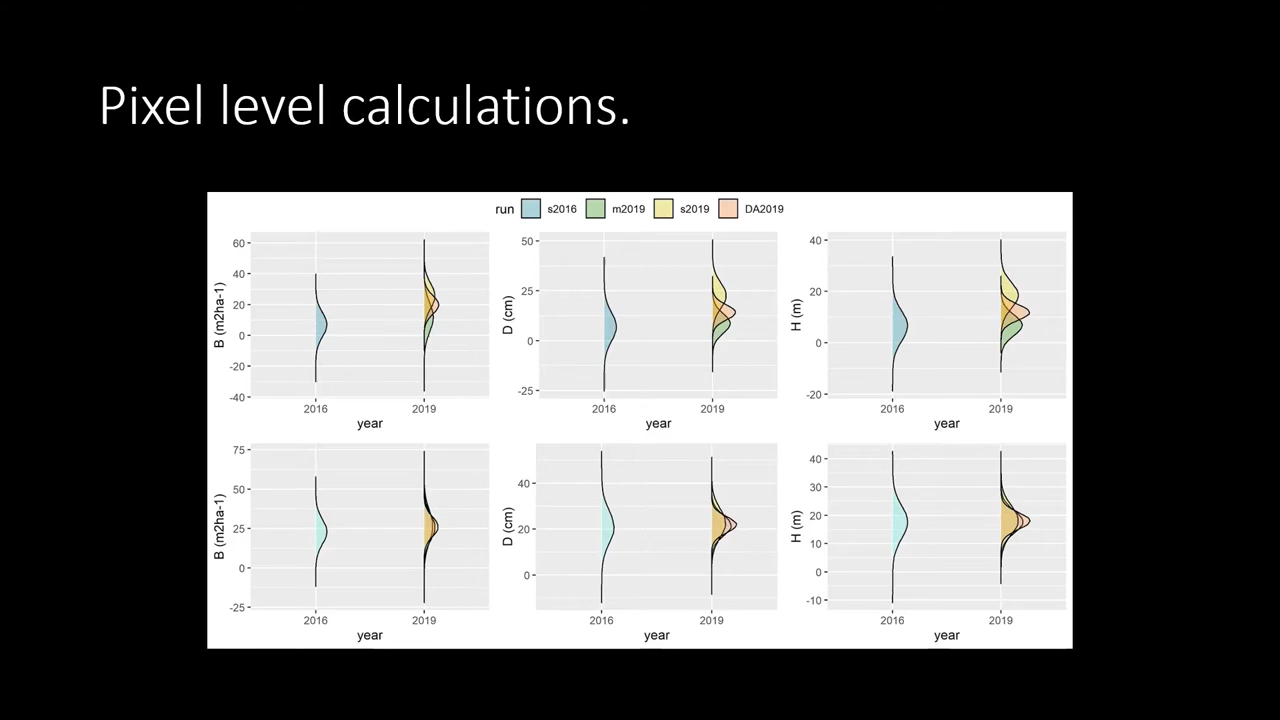 Pixel level calculations.
run s2016 m2019 s2019 DA2019
B (m2ha-1)
60
40
20
0
-20
-40
2016 2019
year
D (cm)
50
25
0
-25
2016 2019
year
H (m)
40
20
0
-20
2016 2019
year
B (m2ha-1)
75
50
25
0
-25
2016 2019
year
D (cm)
40
20
0
2016 2019
year
H (m)
40
30
20
10
0
-10
2016 2019
year